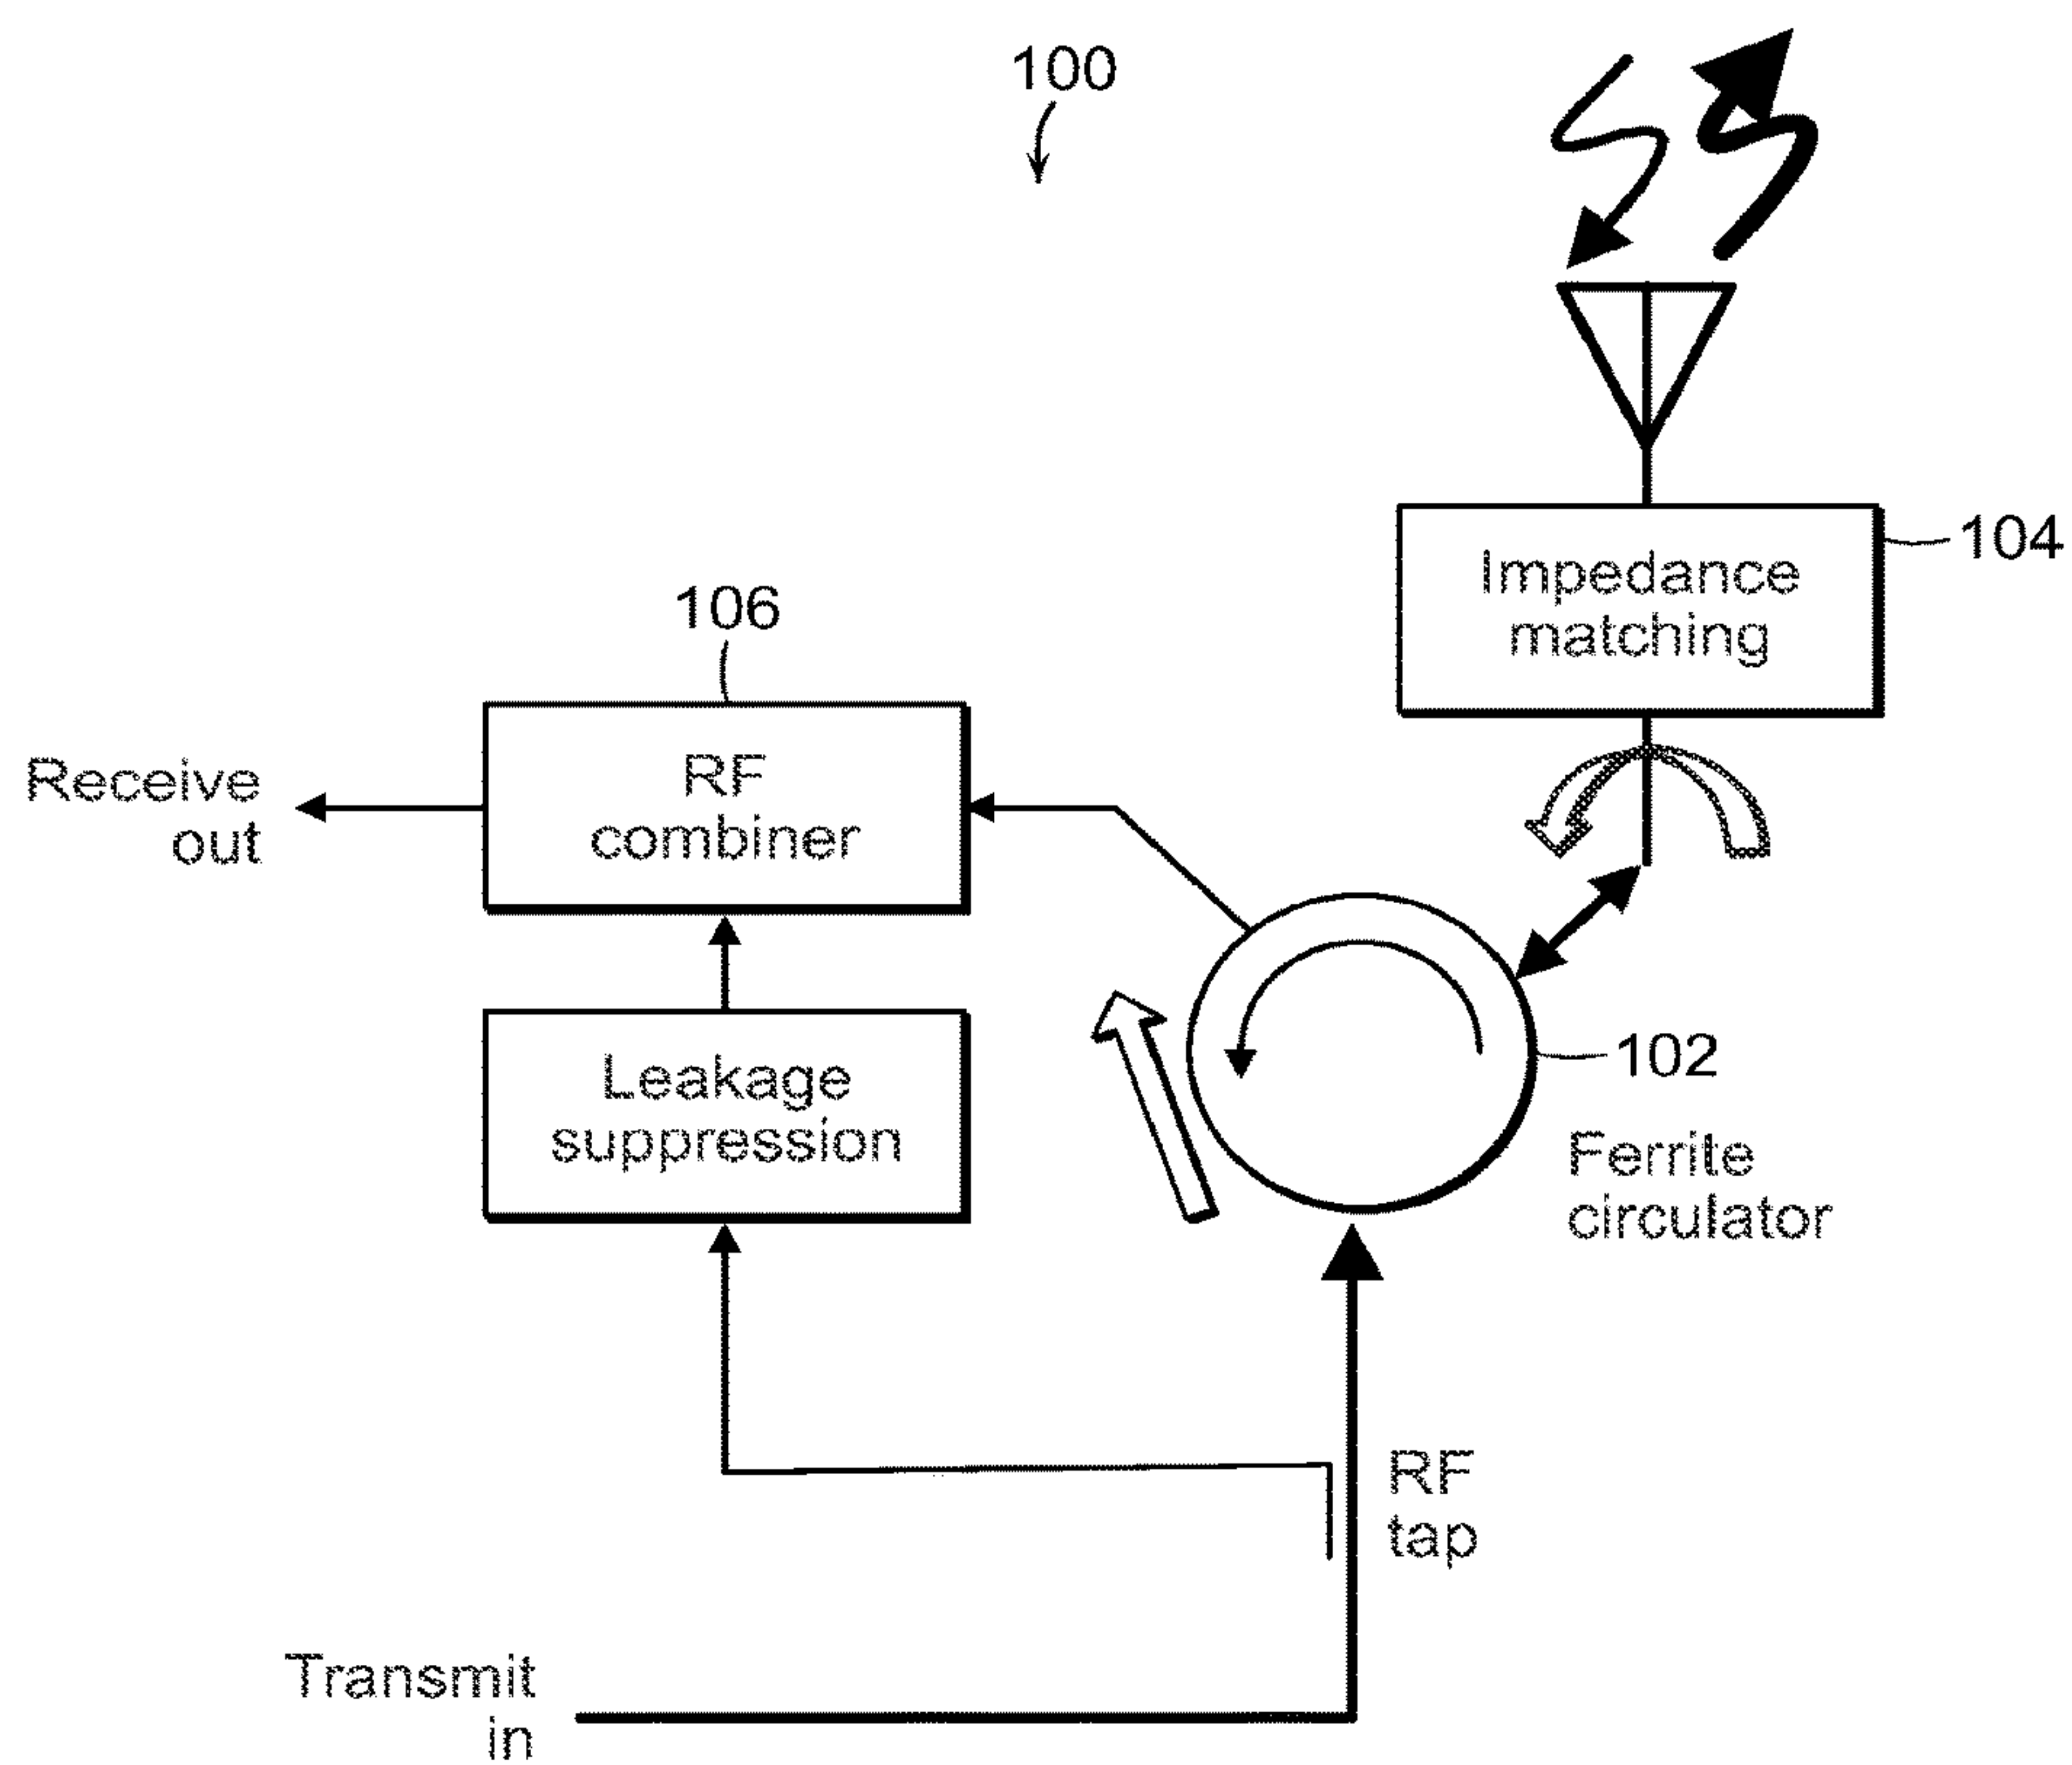 100
104
Impedance
matching
106
RF
combiner
Receive
out
102
Leakage
suppression
Ferrite
circulator
RF
tap
Transmit
in